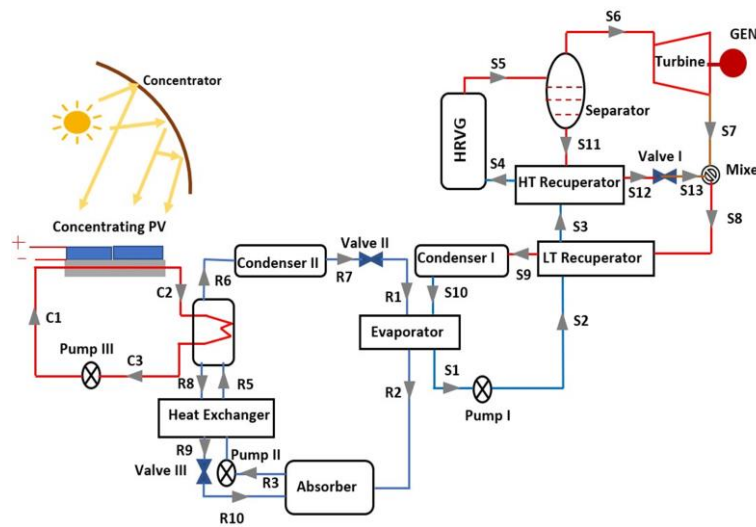 S6
GEN
Turbine
Concentrator
S5
Separator
HRVG
S7
S11
Valve I
S4
HT Recuperator
S12
S13
Mixe
Concentrating PV
S3
S8
+
−
Valve II
Condenser II
Condenser I
LT Recuperator
R6
R7
S9
C2
R1
S10
C1
Evaporator
S2
Pump III
C3
R8
R5
R2
S1
Pump I
Heat Exchanger
R9
Pump II
Valve III
R3
Absorber
R10